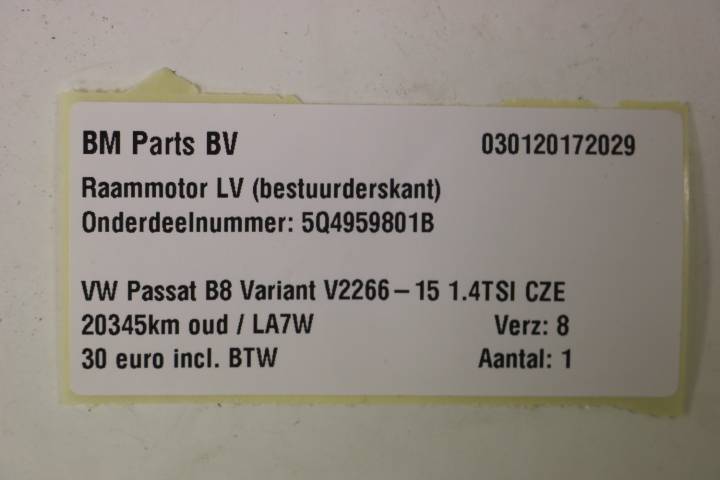 BM Parts BV 030120172029
Raammotor LV (bestuurderskant)
Onderdeelnummer: 5Q4959801B
VW Passat B8 Variant V2266-15 1.4TSI CZE
20345km oud / LA7W Verz: 8
30 euro incl. BTW Aantal: 1